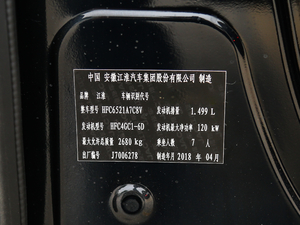 中国 安徽江淮汽车集团股份有限公司 制造
品牌 江淮 车辆识别代号
整车型号 HFC6521A7C8V 发动机排量 1.499 L
发动机型号 HFC4GC1-6D 发动机最大净功率 120 kW
最大允许总质量 2680 kg 乘坐人数 7 人
出厂编号 J7006278 制造年月 2018 年 04月